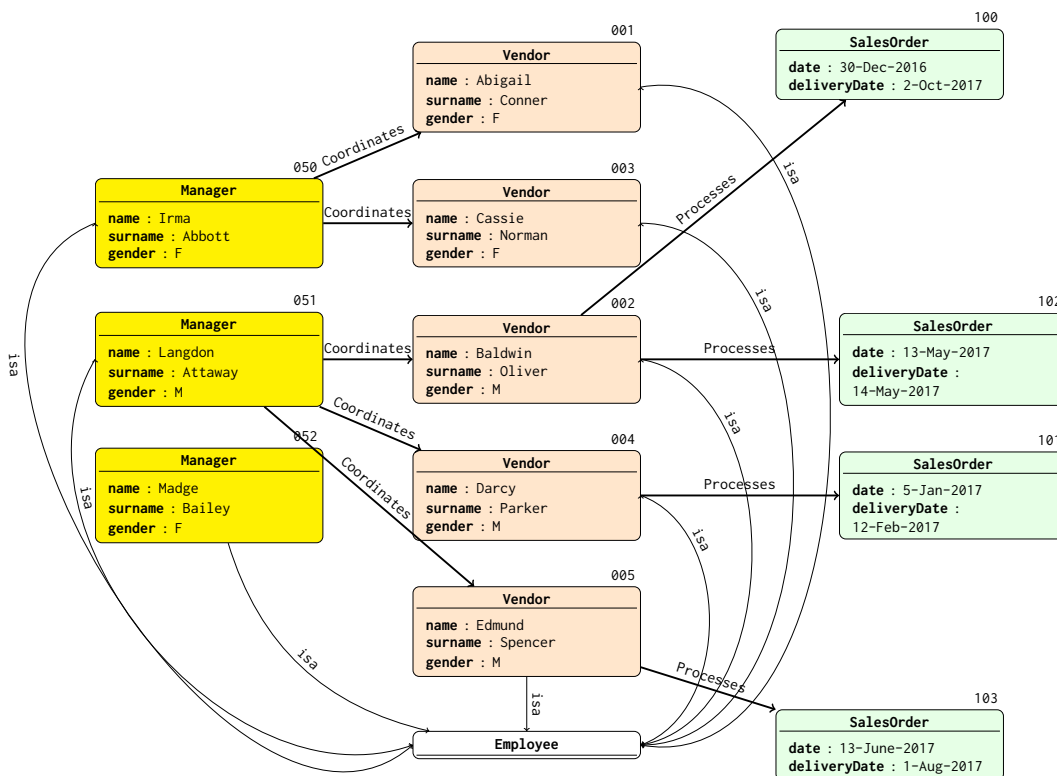 100
SalesOrder
date : 30-Dec-2016
deliveryDate : 2-Oct-2017
001
Vendor
name : Abigail
surname : Conner
gender : F
Coordinates
isa
050
Manager
name : Irma
surname : Abbott
gender : F
Coordinates
003
Vendor
name : Cassie
surname : Norman
gender : F
Processes
isa
isa
051
Manager
name : Langdon
surname : Attaway
gender : M
Coordinates
002
Vendor
name : Baldwin
surname : Oliver
gender : M
Processes
102
SalesOrder
date : 13-May-2017
deliveryDate :
14-May-2017
isa
Coordinates
Coordinates
isa
052
Manager
name : Madge
surname : Bailey
gender : F
004
Vendor
name : Darcy
surname : Parker
gender : M
Processes
101
SalesOrder
date : 5-Jan-2017
deliveryDate :
12-Feb-2017
isa
isa
005
Vendor
name : Edmund
surname : Spencer
gender : M
Processes
isa
Employee
103
SalesOrder
date : 13-June-2017
deliveryDate : 1-Aug-2017